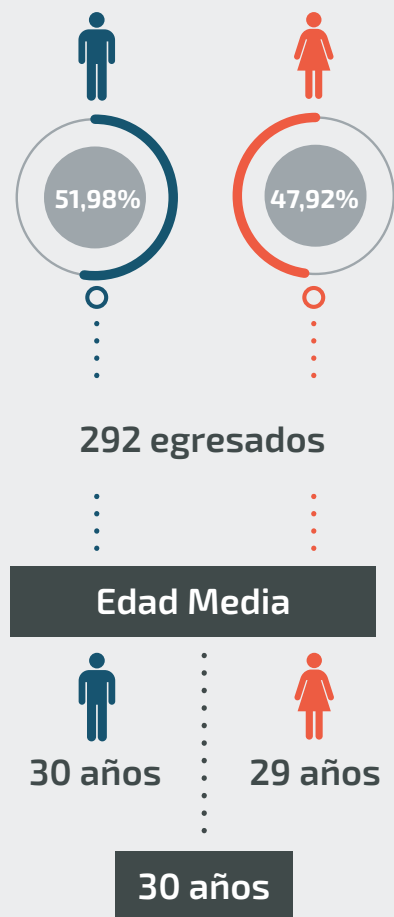 51,98%
47,92%
292 egresados
Edad Media
30 años
29 años
30 años